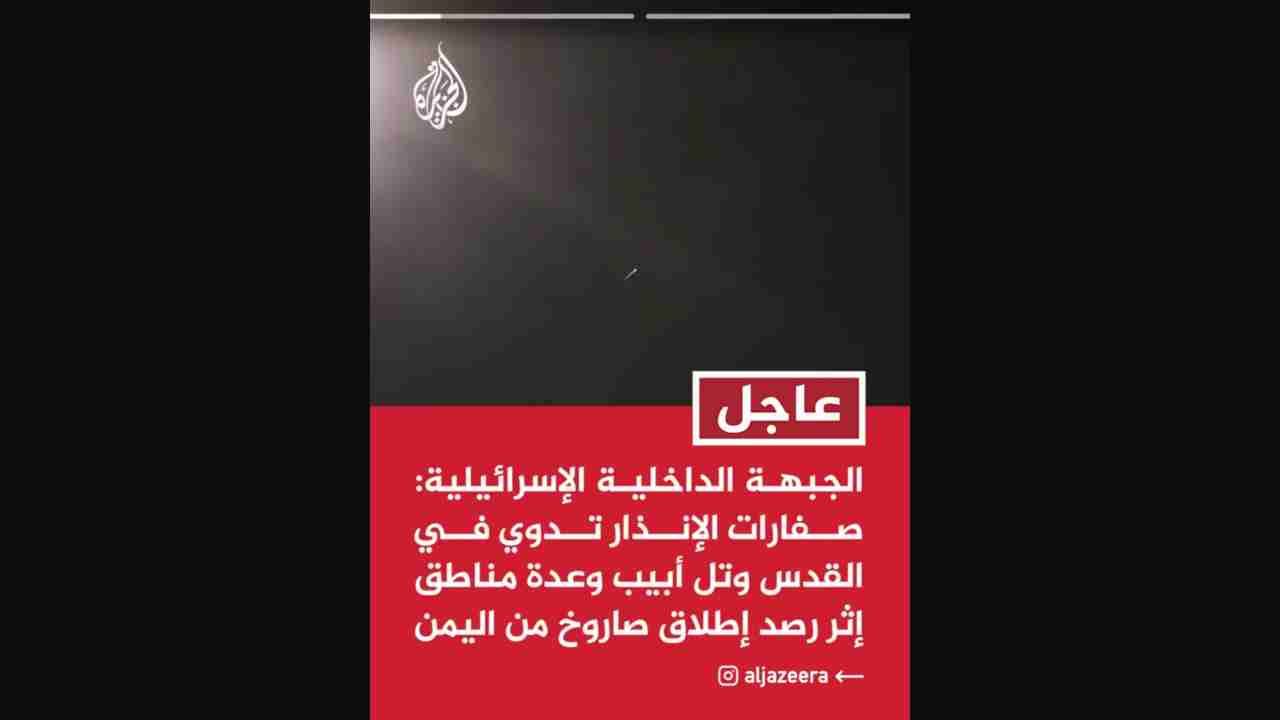 الجزيرة
عاجل
الجبهة الداخلية الإسرائيلية:
صفارات الإنذار تدوي في
القدس وتل أبيب وعدة مناطق
إثر رصد إطلاق صاروخ من اليمن
aljazeera